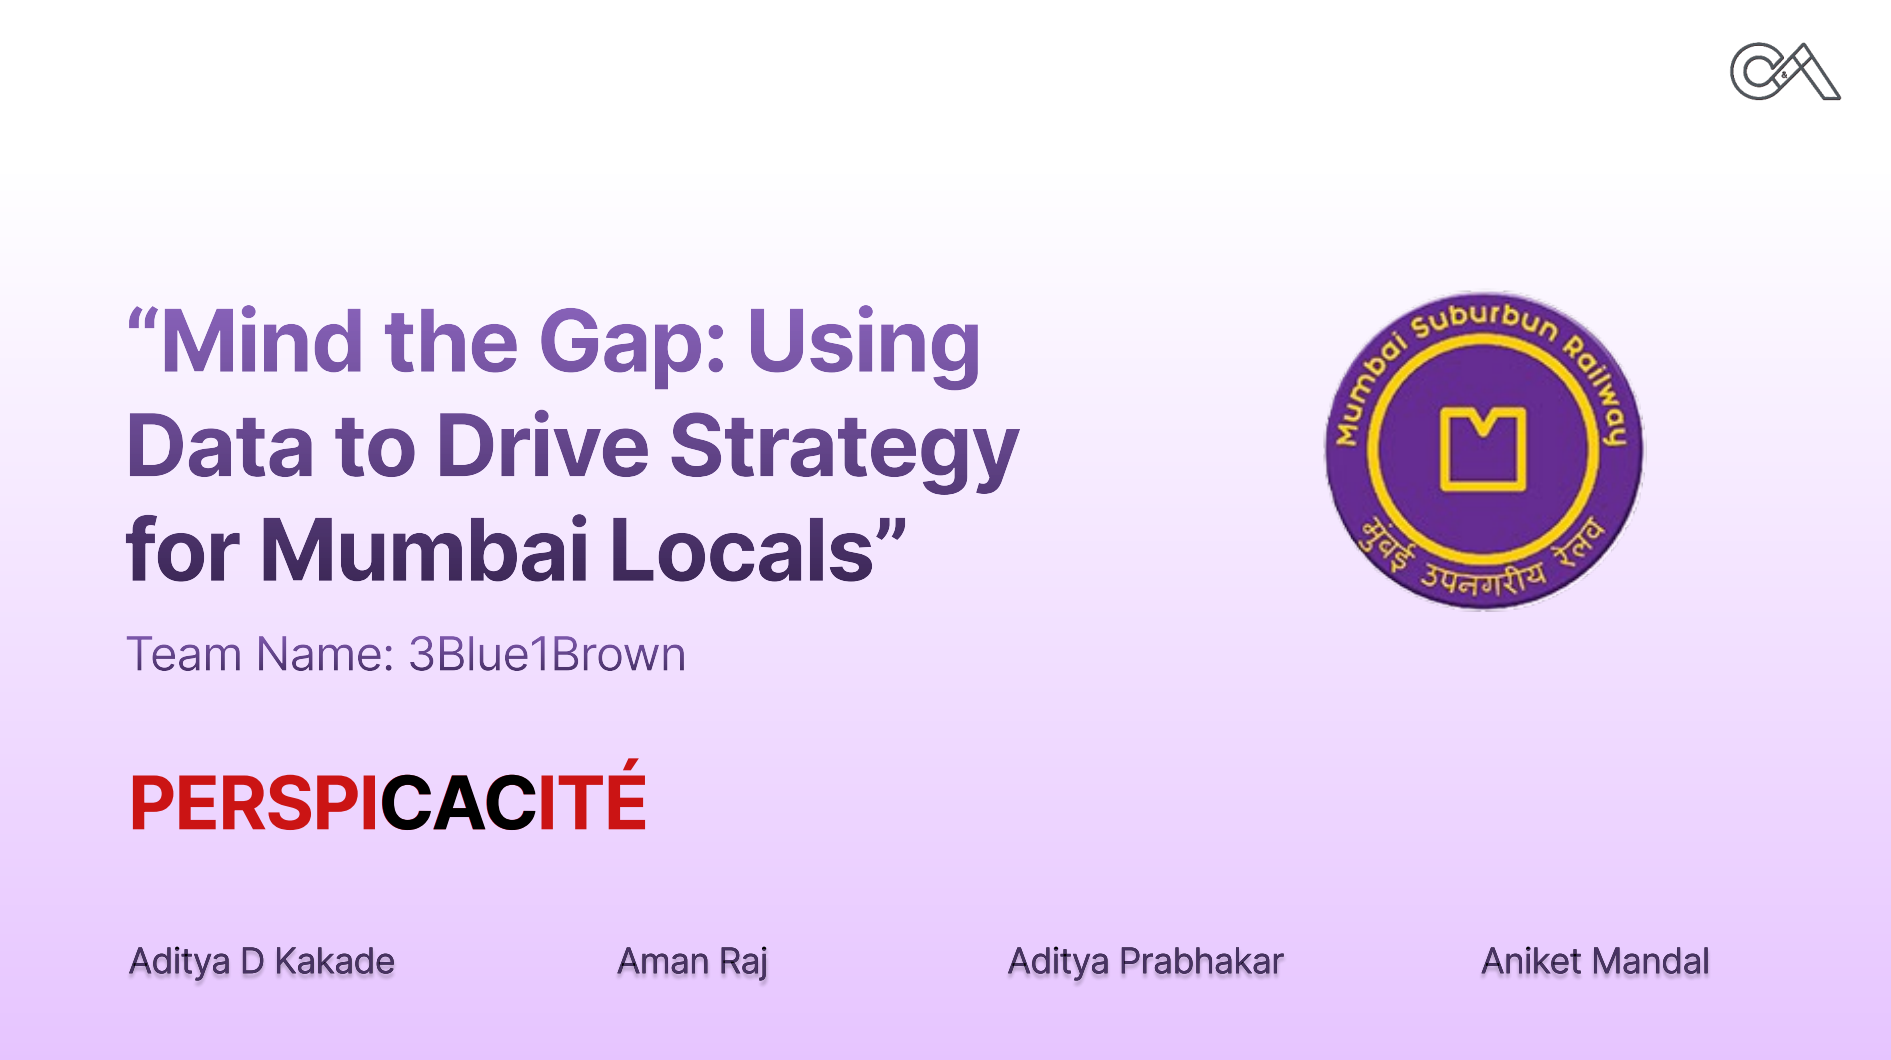 C&A
“Mind the Gap: Using
Data to Drive Strategy
for Mumbai Locals”
Team Name: 3Blue1Brown
Mumbai Suburbun Railway
मुंबई उपनगरीय रेलव
PERSPICACITÉ
Aditya D Kakade
Aman Raj
Aditya Prabhakar
Aniket Mandal